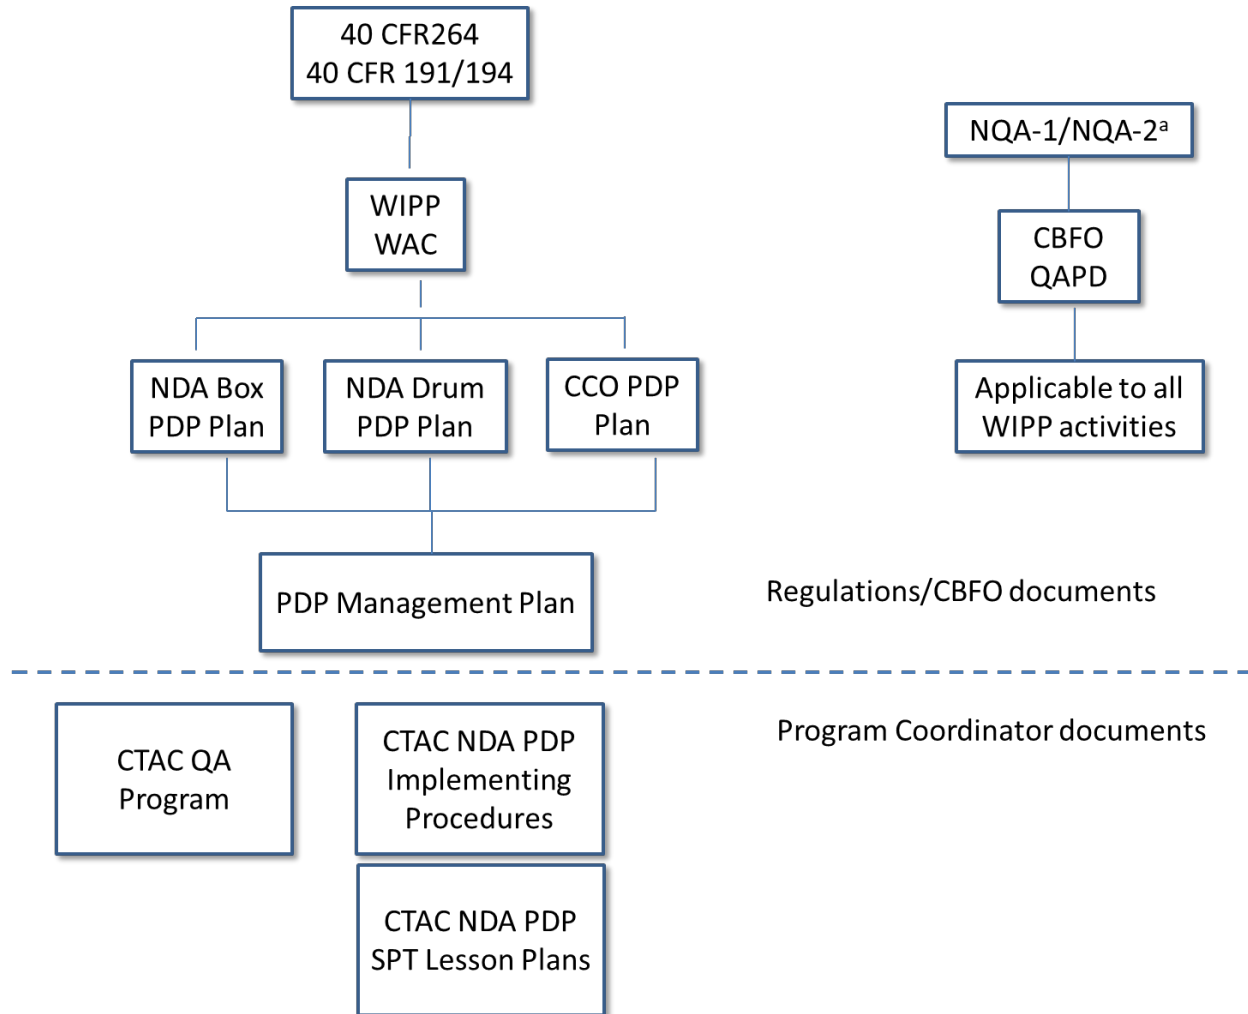 40 CFR264
40 CFR 191/194
NQA-1/NQA-2ᵃ
WIPP
WAC
CBFO
QAPD
NDA Box
PDP Plan
NDA Drum
PDP Plan
CCO PDP
Plan
Applicable to all
WIPP activities
PDP Management Plan
Regulations/CBFO documents
Program Coordinator documents
CTAC QA
Program
CTAC NDA PDP
Implementing
Procedures
CTAC NDA PDP
SPT Lesson Plans